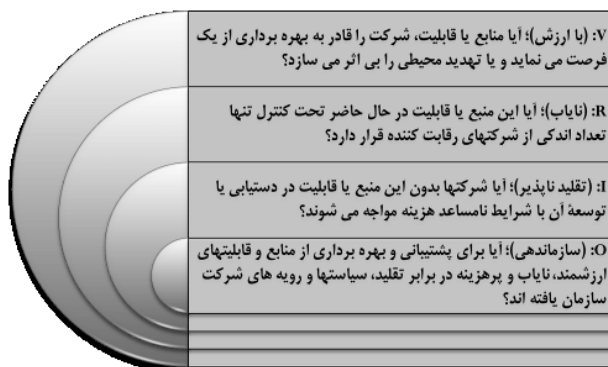 V: (با ارزش)؛ آیا منابع یا قابلیت، شرکت را قادر به بهره برداری از یک
فرصت می نماید و یا تهدید محیطی را بی اثر می سازد؟
R: (نایاب)؛ آیا این منبع یا قابلیت در حال حاضر تحت کنترل تنها
تعداد اندکی از شرکتهای رقابت کننده قرار دارد؟
I: (تقلید ناپذیر)؛ آیا شرکتها بدون این منبع یا قابلیت در دستیابی یا
توسعهٔ آن با شرایط نامساعد هزینه مواجه می شوند؟
O: (سازماندهی)؛ آیا برای پشتیبانی و بهره برداری از منابع و قابلیتهای
ارزشمند، نایاب و پرهزینه در برابر تقلید، سیاستها و رویه های شرکت
سازمان یافته اند؟